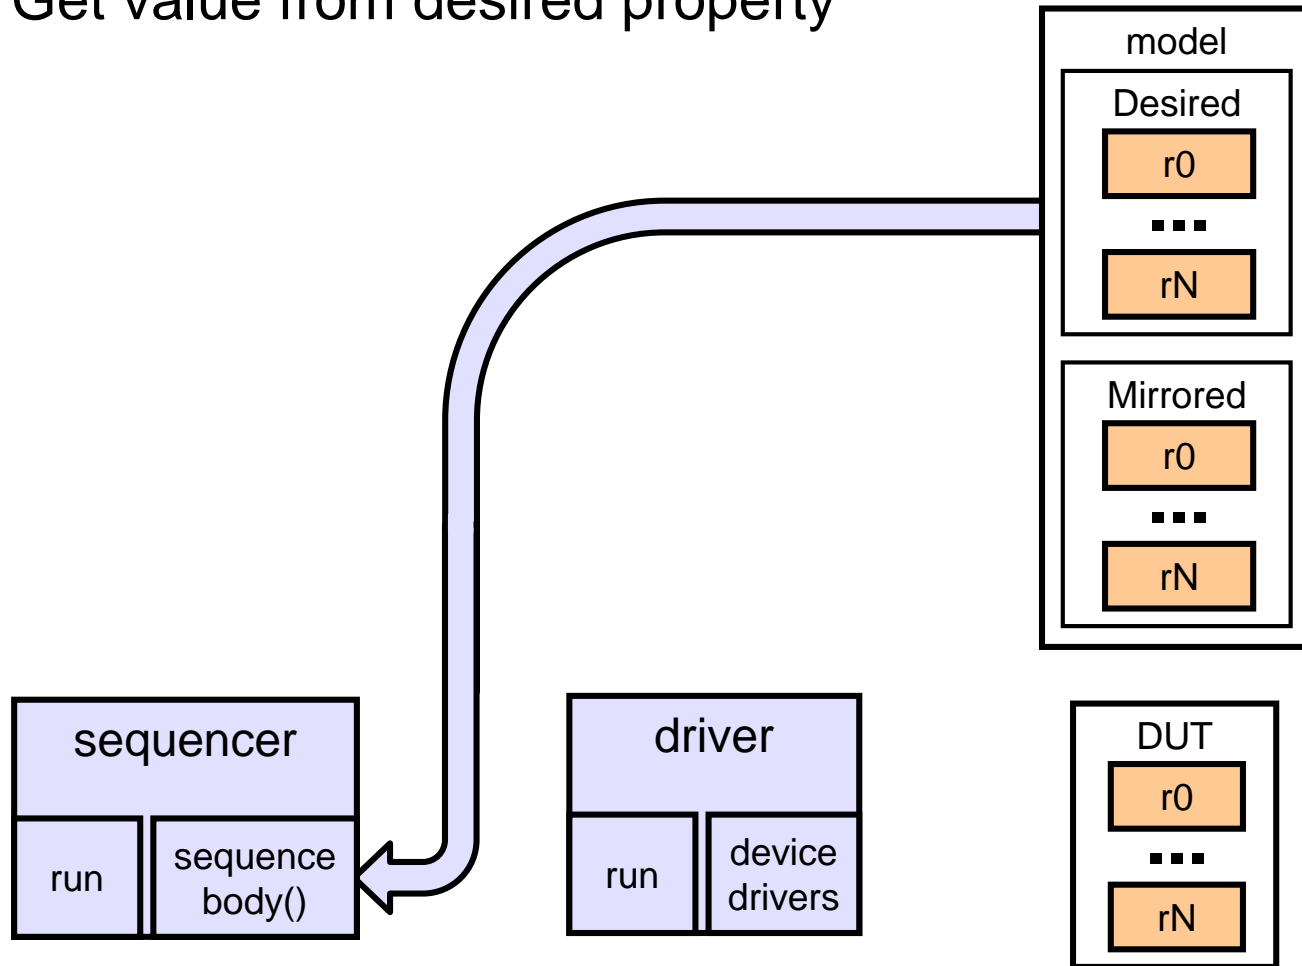 Get value from desired property
model
Desired
r0
...
rN
Mirrored
r0
...
rN
sequencer
run
sequence
body()
driver
run
device
drivers
DUT
r0
...
rN